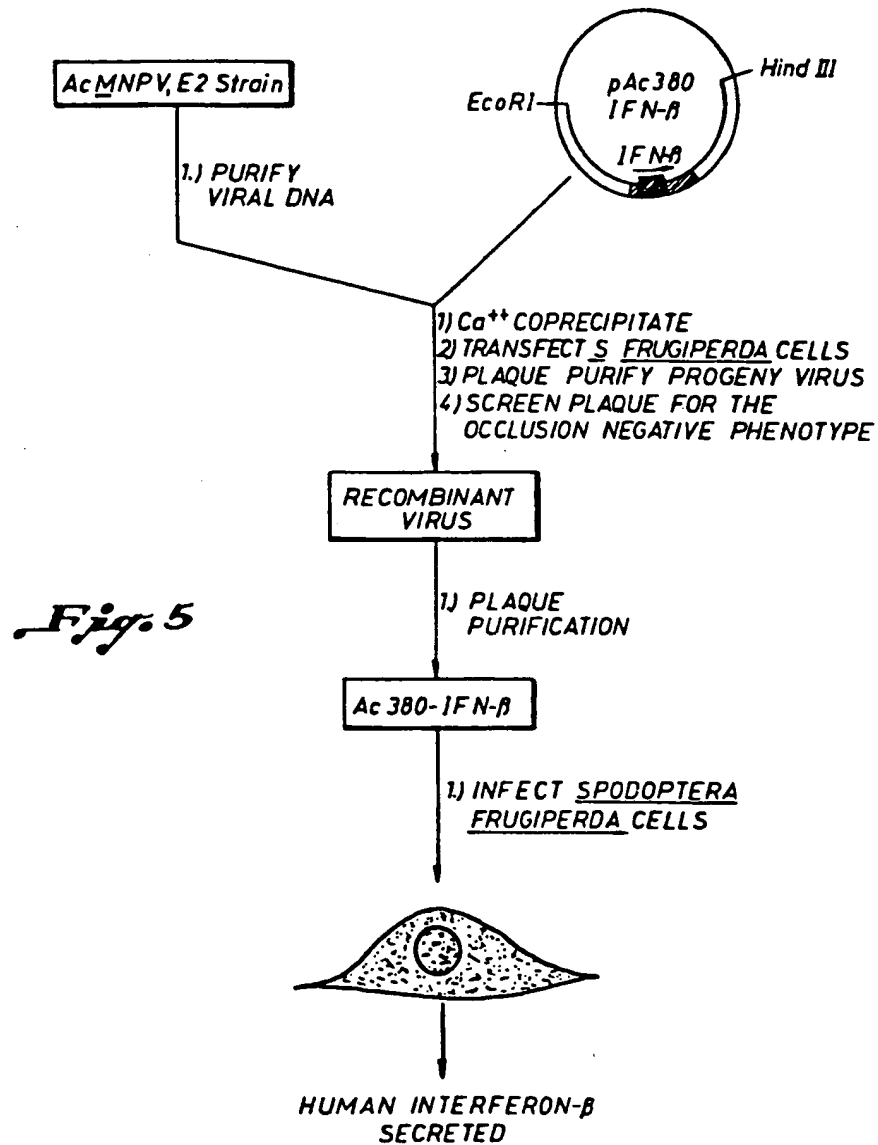 AcMNPV, E2 Strain
1.) PURIFY
VIRAL DNA
pAc380
IFN-β
EcoRI
Hind III
IFN-β
1) Ca++ COPRECIPITATE
2) TRANSFECT S FRUGIPERDA CELLS
3) PLAQUE PURIFY PROGENY VIRUS
4) SCREEN PLAQUE FOR THE
OCCLUSION NEGATIVE PHENOTYPE
RECOMBINANT
VIRUS
1.) PLAQUE
PURIFICATION
Fig. 5
Ac 380-IFN-β
1.) INFECT SPODOPTERA
FRUGIPERDA CELLS
HUMAN INTERFERON-β
SECRETED